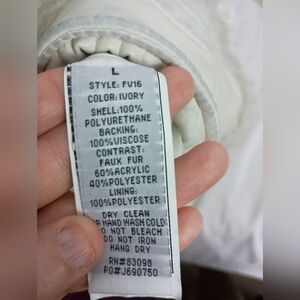 L
STYLE: FU16
COLOR: IVORY
SHELL: 100%
POLYURETHANE
BACKING:
100% VISCOSE
CONTRAST:
FAUX FUR
60% ACRYLIC
40% POLYESTER
LINING:
100% POLYESTER
DRY CLEAN
OR HAND WASH COLD
DO NOT BLEACH
DO NOT IRON
HANG DRY
RN#83098
PO#J690750